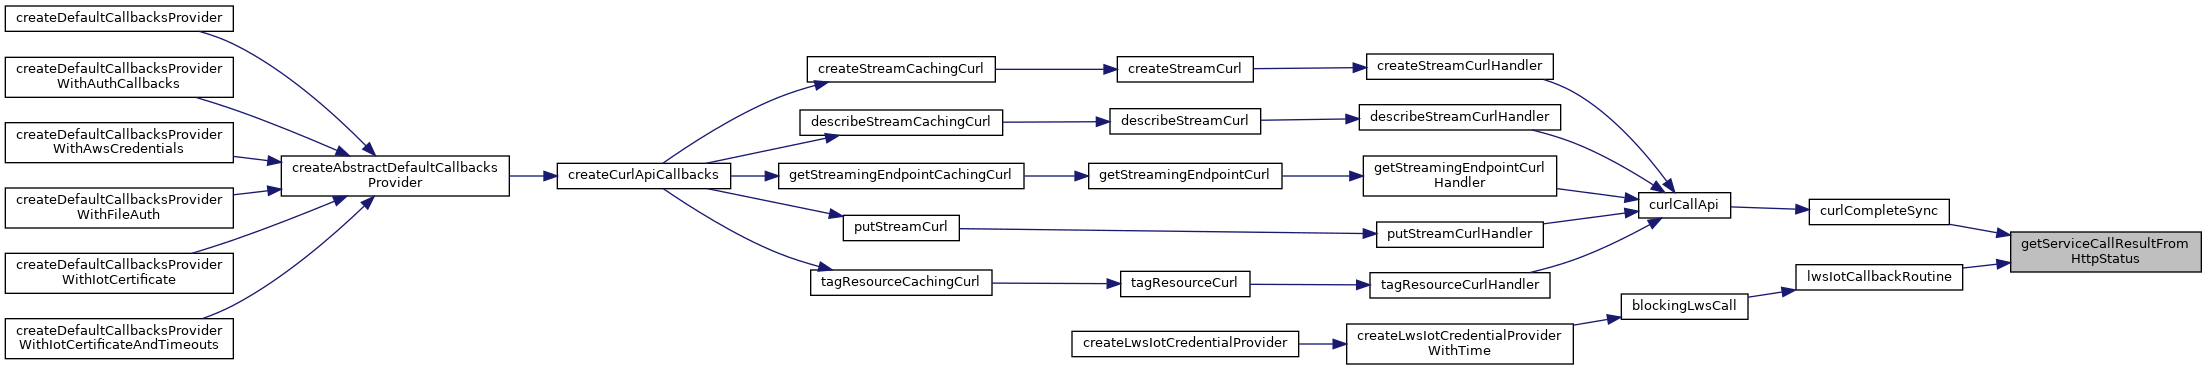 createDefaultCallbacksProvider
createDefaultCallbacksProvider
WithAuthCallbacks
createDefaultCallbacksProvider
WithAwsCredentials
createDefaultCallbacksProvider
WithFileAuth
createDefaultCallbacksProvider
WithIotCertificate
createDefaultCallbacksProvider
WithIotCertificateAndTimeouts
createAbstractDefaultCallbacks
Provider
createCurlApiCallbacks
createStreamCachingCurl
describeStreamCachingCurl
getStreamingEndpointCachingCurl
putStreamCurl
tagResourceCachingCurl
createStreamCurl
describeStreamCurl
getStreamingEndpointCurl
tagResourceCurl
createLwsIotCredentialProvider
createStreamCurlHandler
describeStreamCurlHandler
getStreamingEndpointCurl
Handler
putStreamCurlHandler
tagResourceCurlHandler
createLwsIotCredentialProvider
WithTime
curlCallApi
blockingLwsCall
curlCompleteSync
lwsIotCallbackRoutine
getServiceCallResultFrom
HttpStatus